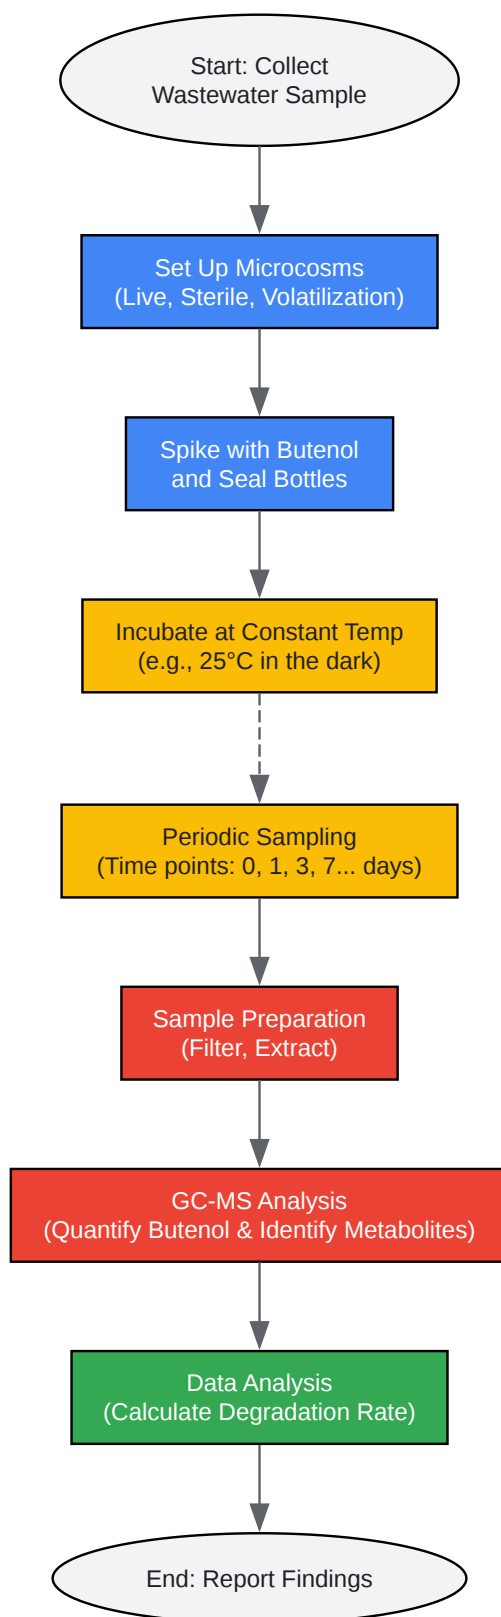 Start: Collect
Wastewater Sample
Set Up Microcosms
(Live, Sterile, Volatilization)
Spike with Butenol
and Seal Bottles
Incubate at Constant Temp
(e.g., 25°C in the dark)
Periodic Sampling
(Time points: 0, 1, 3, 7... days)
Sample Preparation
(Filter, Extract)
GC-MS Analysis
(Quantify Butenol & Identify Metabolites)
Data Analysis
(Calculate Degradation Rate)
End: Report Findings